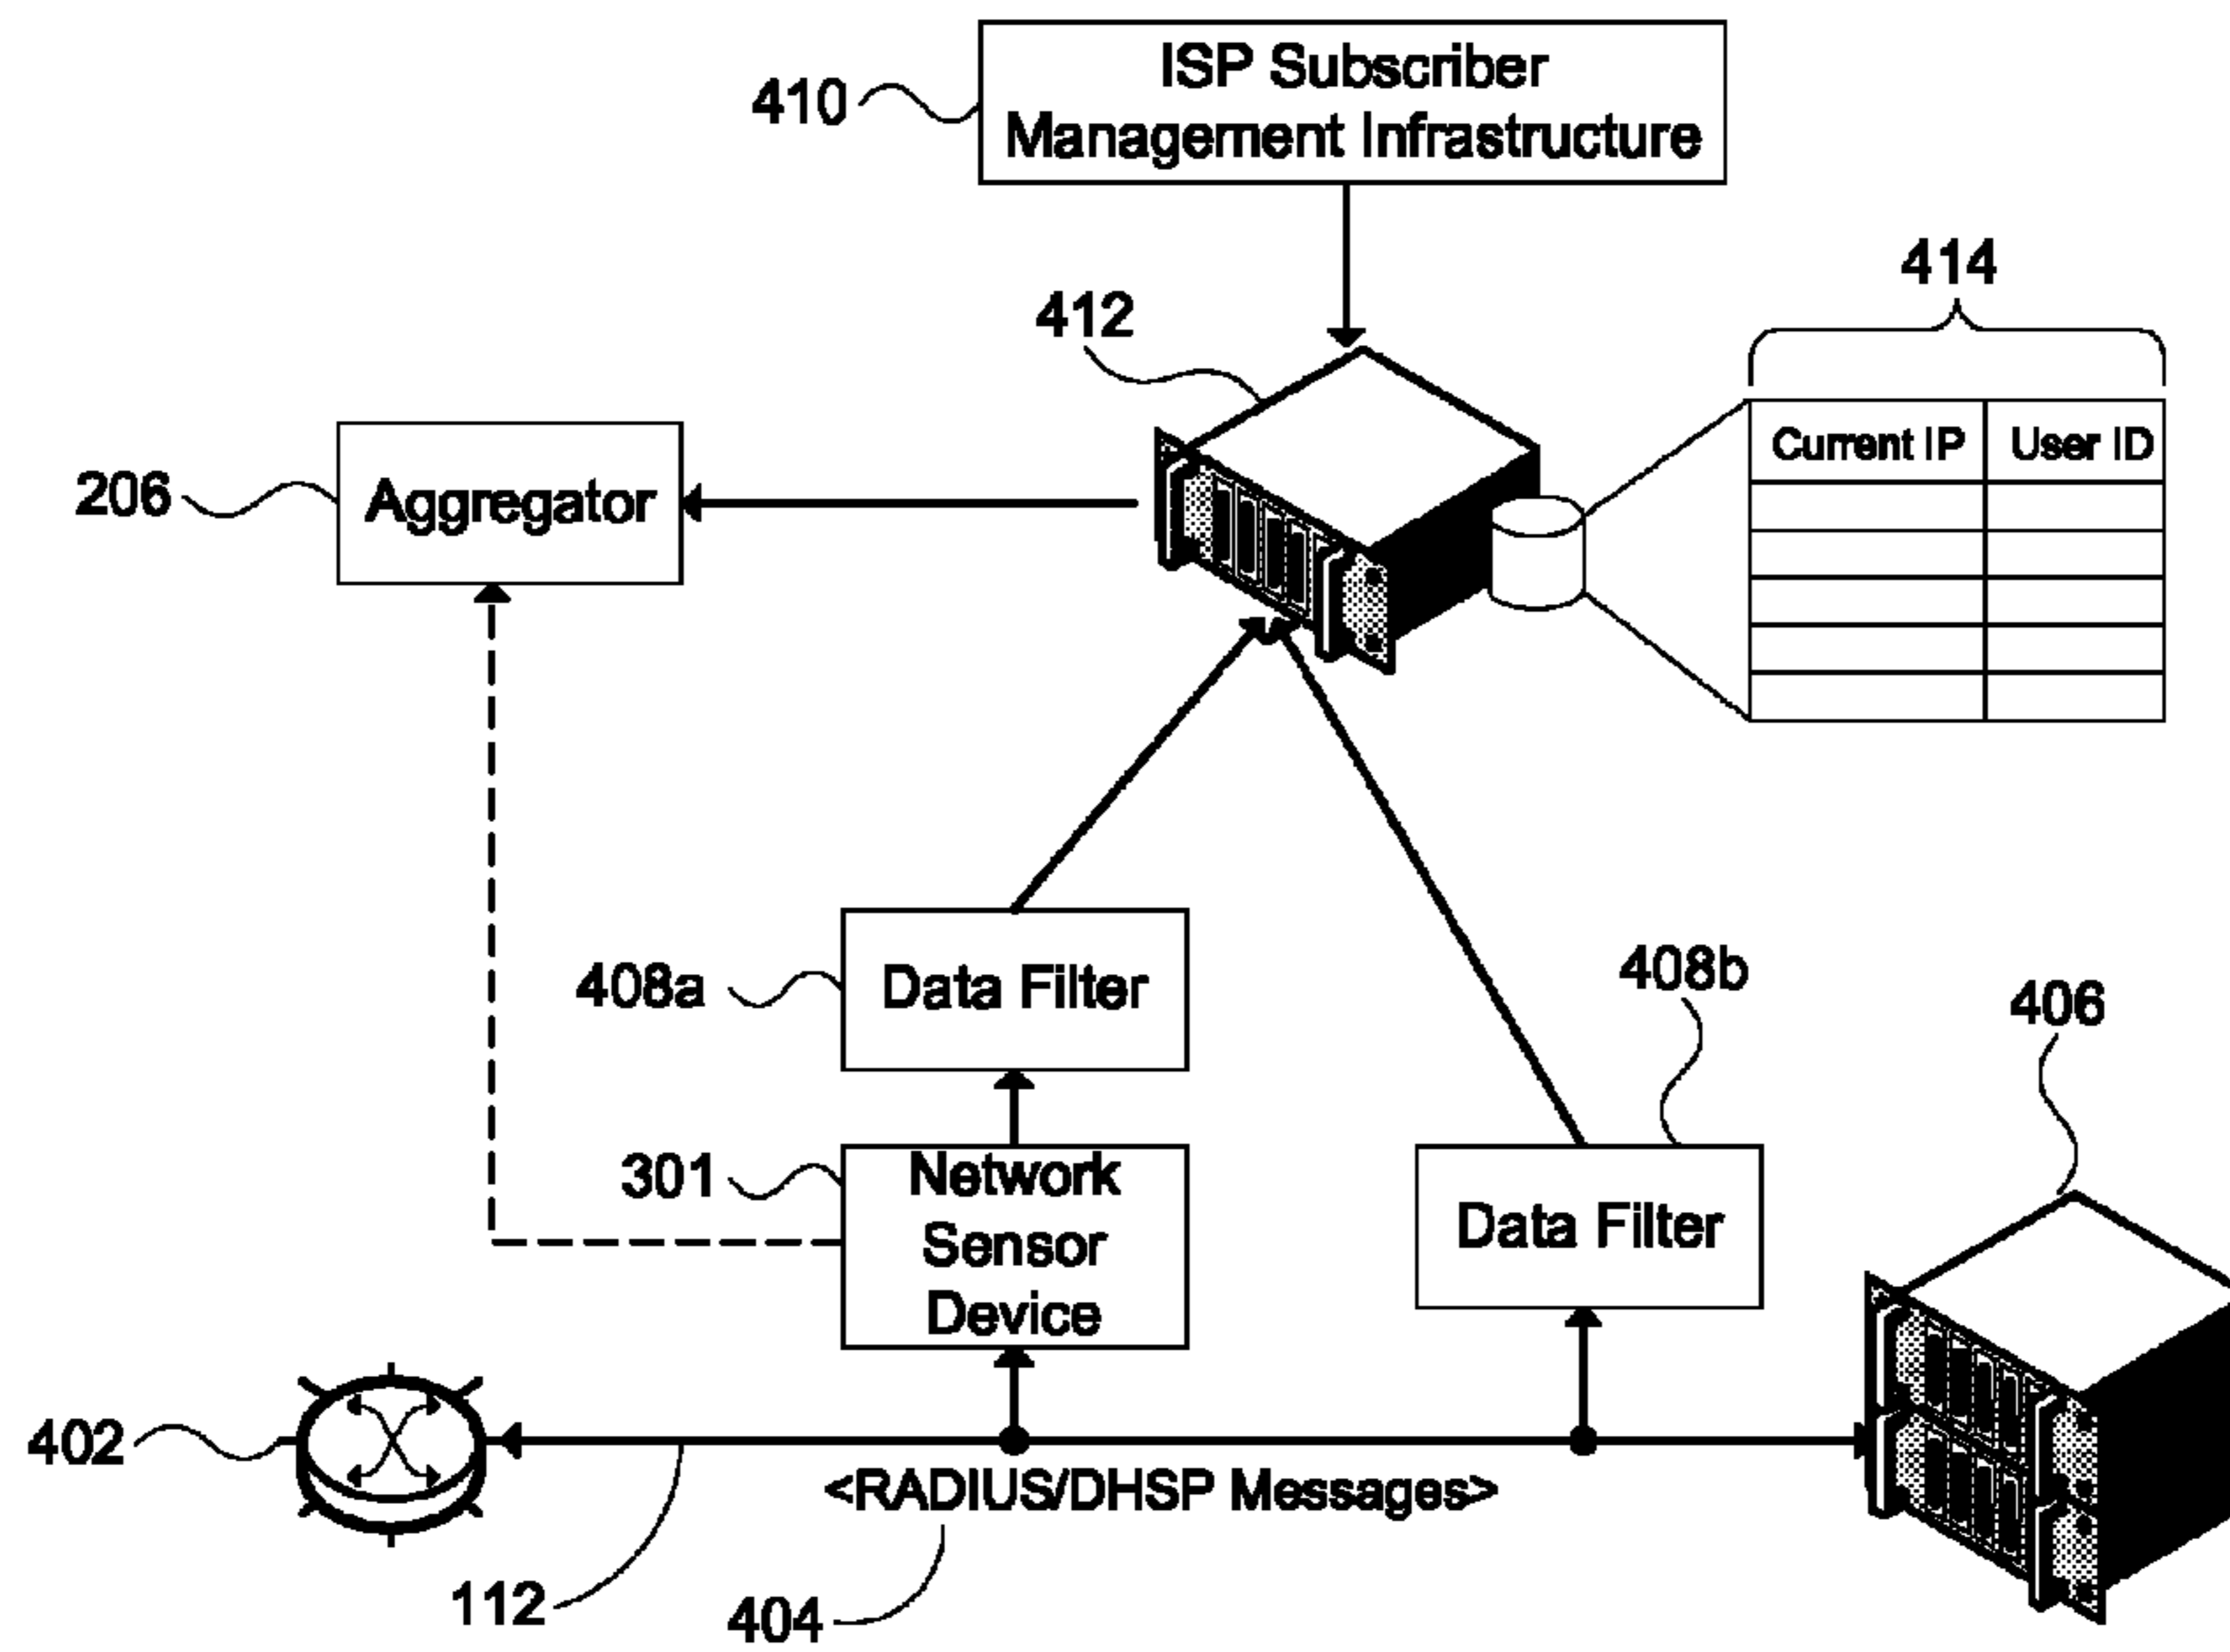 ISP Subscriber
Management Infrastructure
410
414
412
Current IP
User ID
206
Aggregator
408a
Data Filter
408b
406
301
Network
Sensor
Device
Data Filter
402
<RADIUS/DHSP Messages>
112
404